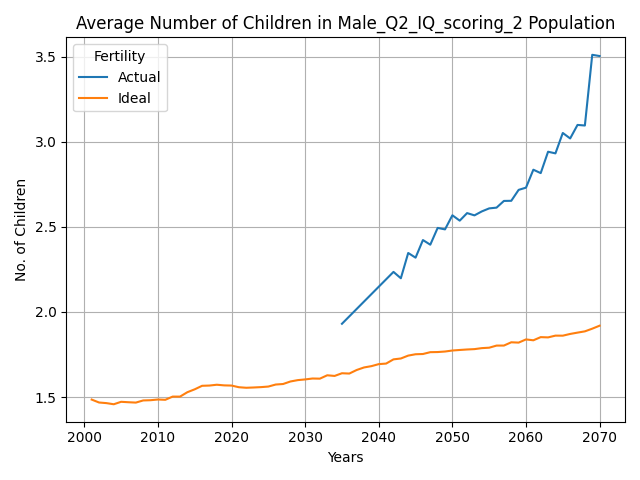 Average Number of Children in Male_Q2_IQ_scoring_2 Population
Fertility
Actual
Ideal
3.5
3.0
2.5
2.0
1.5
No. of Children
2000 2010 2020 2030 2040 2050 2060 2070
Years